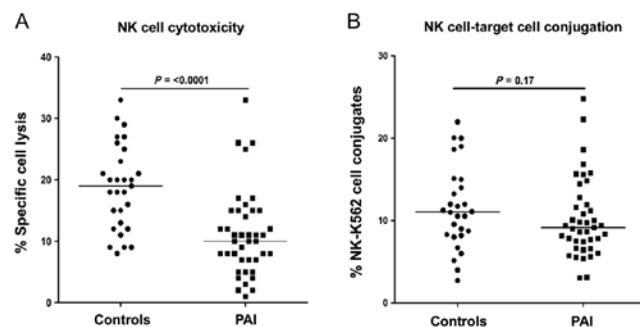 A
NK cell cytotoxicity
P = <0.0001
% Specific cell lysis
40
30
20
10
0
Controls
PAI
B
NK cell-target cell conjugation
P = 0.17
% NK-K562 cell conjugates
30
20
10
0
Controls
PAI